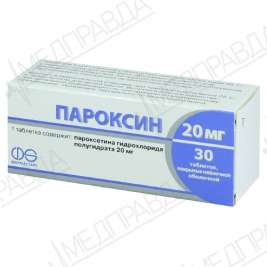 МЕДПРАВДА
ПАРОКСИН
20 мг
1 таблетка содержит: пароксетина гидрохлорида
полугидрата 20 мг
30
таблеток,
покрытых пленочной
оболочкой